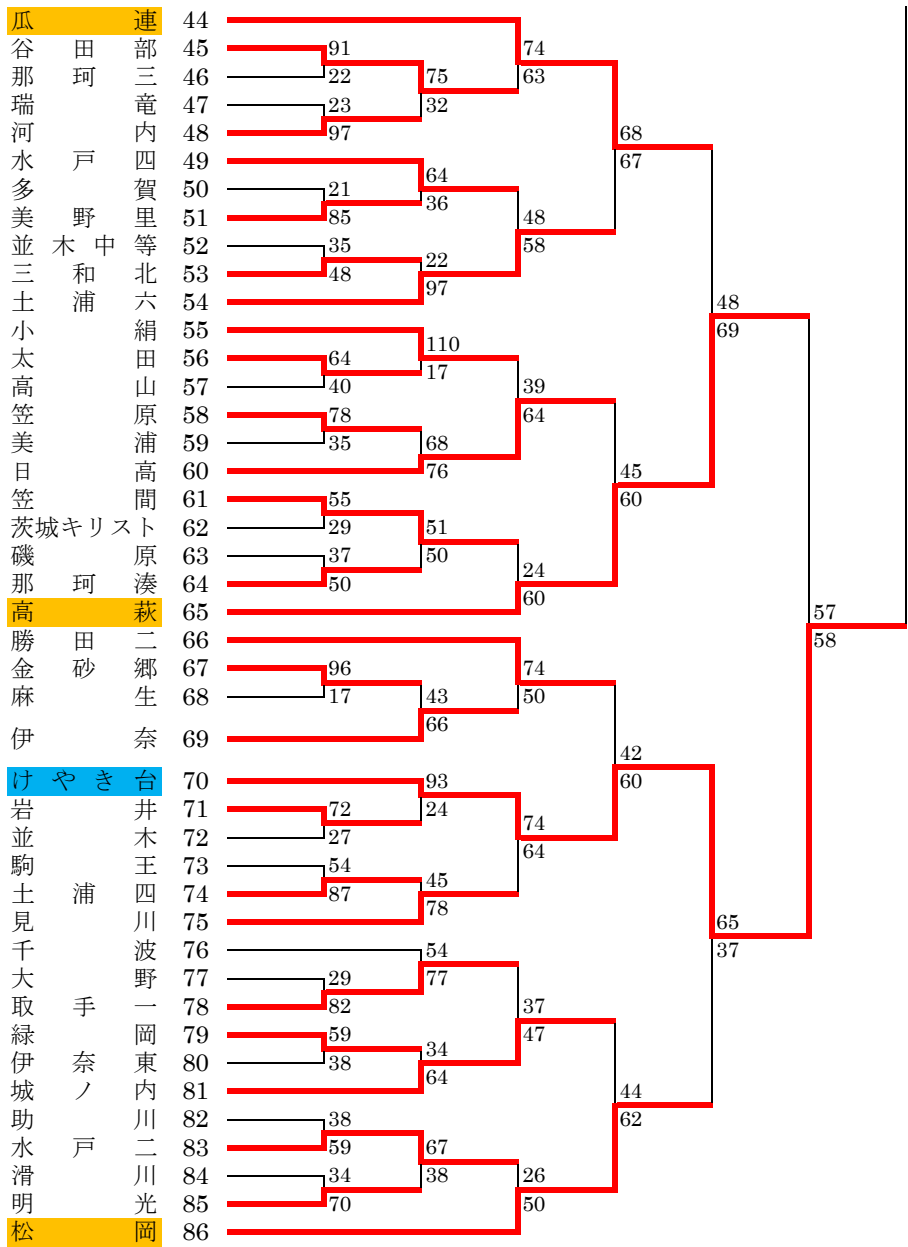 瓜連 44
谷田部 45
那珂三 46
瑞竜 47
河内 48
水戸四 49
多賀 50
美野里 51
並木中等 52
三和北 53
土浦六 54
小絹 55
太田 56
高山 57
笠原 58
美浦 59
日高 60
笠間 61
茨城キリスト 62
磯原 63
那珂湊 64
高萩 65
勝田二 66
金砂郷 67
麻生 68
伊奈 69
けやき台 70
岩井 71
並木 72
駒王 73
土浦四 74
見川 75
千波 76
大野 77
取手一 78
緑岡 79
伊奈東 80
城ノ内 81
助川 82
水戸二 83
滑川 84
明光 85
松岡 86
91
22
23
97
21
85
35
48
64
40
78
35
55
29
37
50
96
17
72
27
54
87
29
82
59
38
38
59
34
70
75
32
64
36
22
97
110
17
68
76
51
50
43
66
93
24
45
78
54
77
34
64
67
38
74
63
48
58
39
64
24
60
74
50
74
64
37
47
26
50
68
67
45
60
42
60
44
62
48
69
65
37
57
58